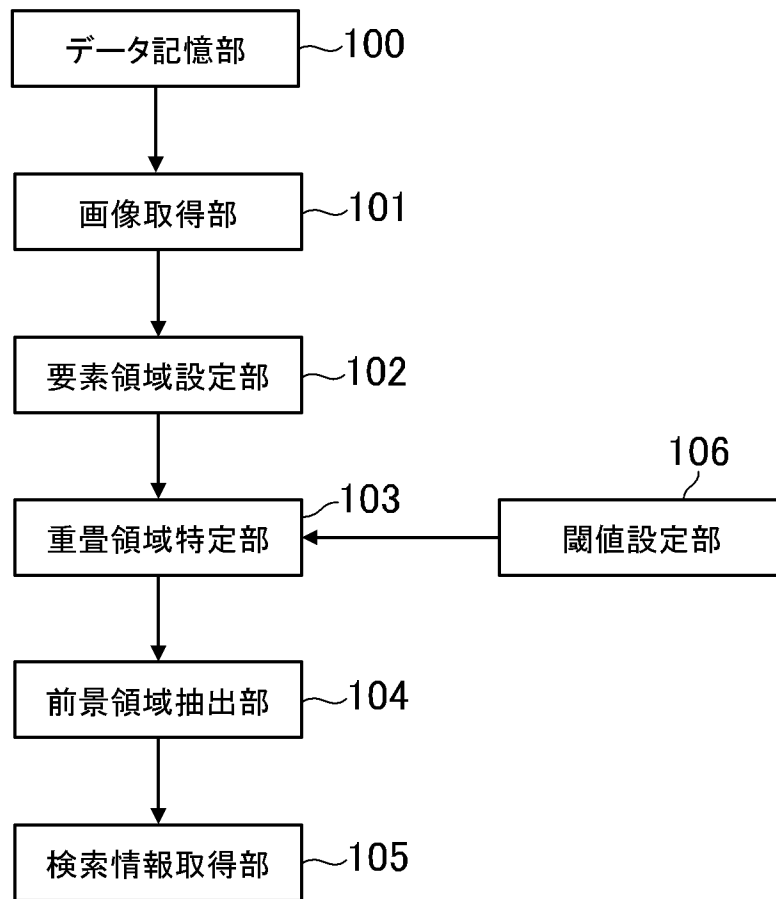 データ記憶部 100
画像取得部 101
要素領域設定部 102
106
重畳領域特定部 103
閾値設定部
前景領域抽出部 104
検索情報取得部 105